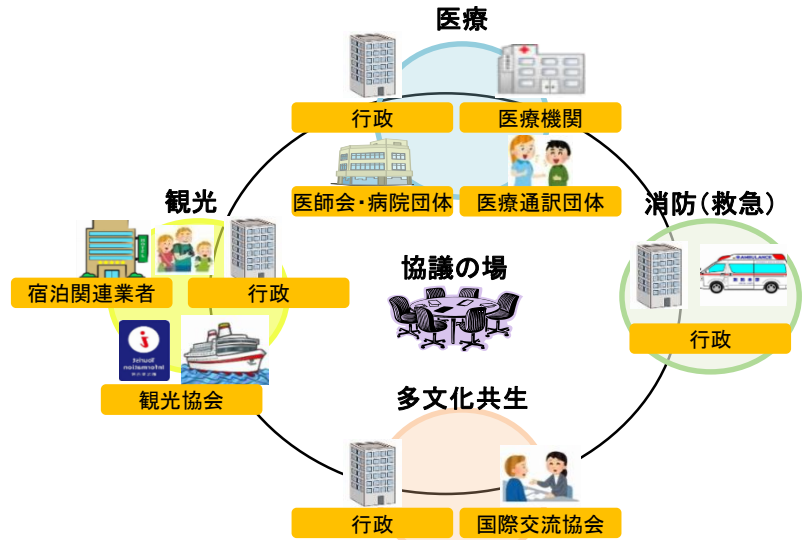 医療
行政
医療機関
医師会・病院団体
医療通訳団体
観光
宿泊関連業者
行政
Tourist
Information
観光協会
協議の場
消防（救急）
AMBULANCE
行政
多文化共生
行政
国際交流協会